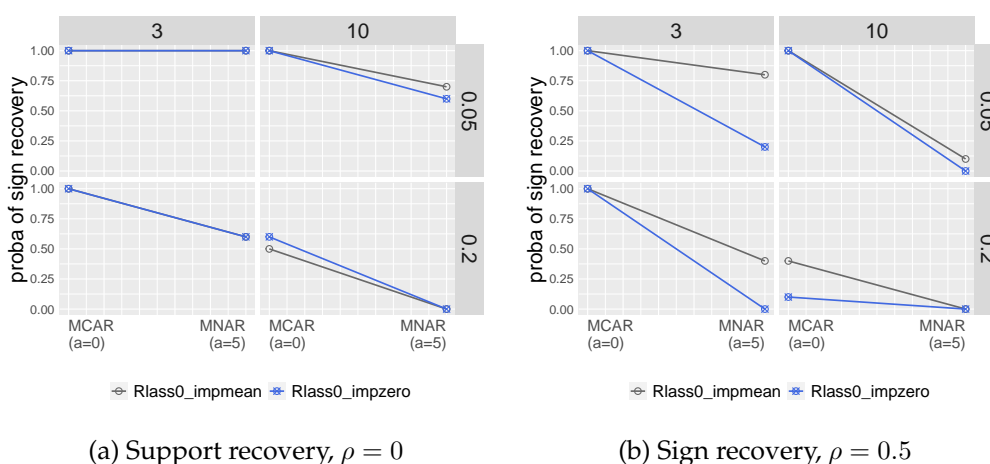 3 10
1.00
0.75
0.50
0.25
0.00
0.05
1.00
0.75
0.50
0.25
0.00
0.2
proba of sign recovery
MCAR MNAR MCAR MNAR
(a=0) (a=5) (a=0) (a=5)
Rlass0_impmean Rlass0_impzero
(a) Support recovery, ρ = 0
3 10
1.00
0.75
0.50
0.25
0.00
0.05
1.00
0.75
0.50
0.25
0.00
0.2
proba of sign recovery
MCAR MNAR MCAR MNAR
(a=0) (a=5) (a=0) (a=5)
Rlass0_impmean Rlass0_impzero
(b) Sign recovery, ρ = 0.5